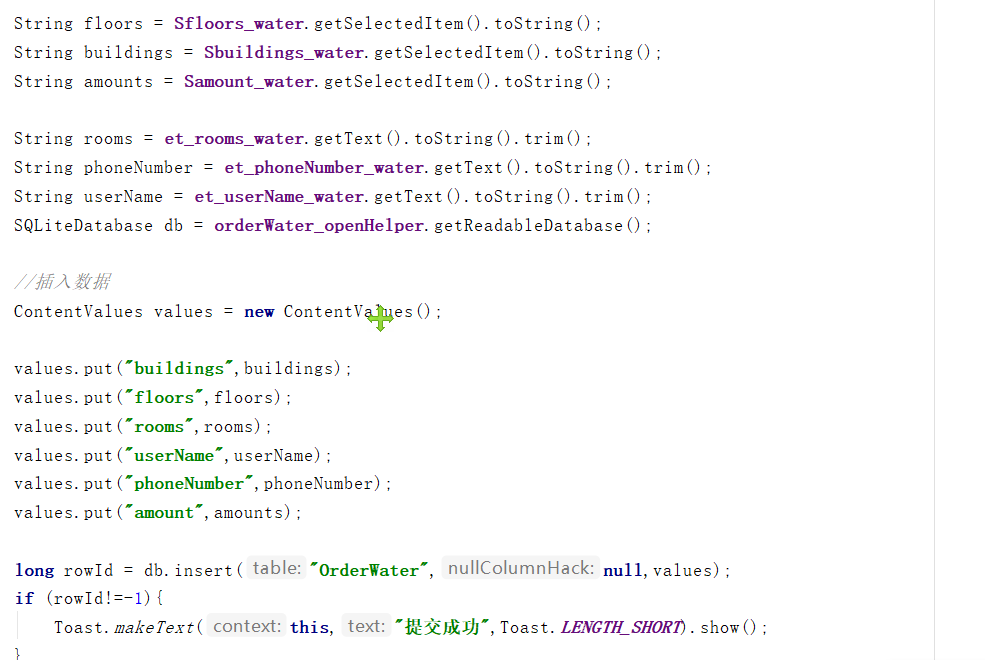 String floors = Sfloors_water.getSelectedItem().toString();
String buildings = Sbuildings_water.getSelectedItem().toString();
String amounts = Samount_water.getSelectedItem().toString();
String rooms = et_rooms_water.getText().toString().trim();
String phoneNumber = et_phoneNumber_water.getText().toString().trim();
String userName = et_userName_water.getText().toString().trim();
SQLiteDatabase db = orderWater_openHelper.getReadableDatabase();
//插入数据
ContentValues values = new ContentValues();
values.put("buildings",buildings);
values.put("floors",floors);
values.put("rooms",rooms);
values.put("userName",userName);
values.put("phoneNumber",phoneNumber);
values.put("amount",amounts);
long rowId = db.insert( table: "OrderWater", nullColumnHack: null,values);
if (rowId!=-1){
Toast.makeText( context: this, text: "提交成功",Toast.LENGTH_SHORT).show();
}